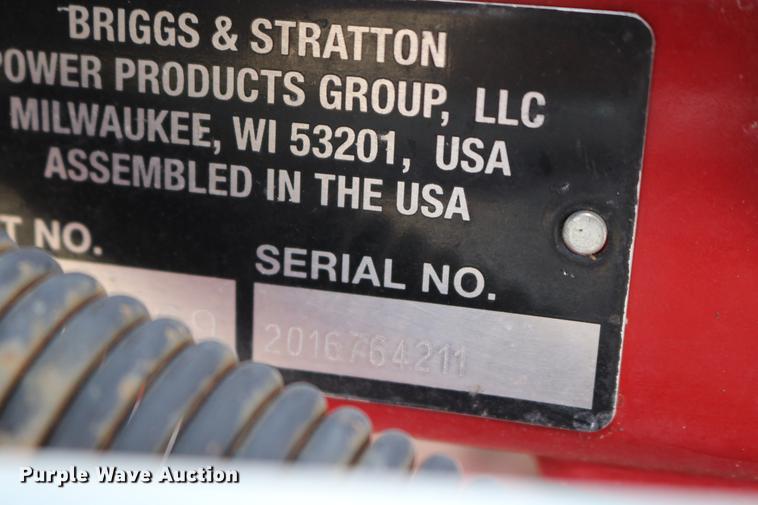 BRIGGS & STRATTON
POWER PRODUCTS GROUP, LLC
MILWAUKEE, WI 53201, USA
ASSEMBLED IN THE USA
NO.
SERIAL NO.
2016764211
Purple Wave Auction